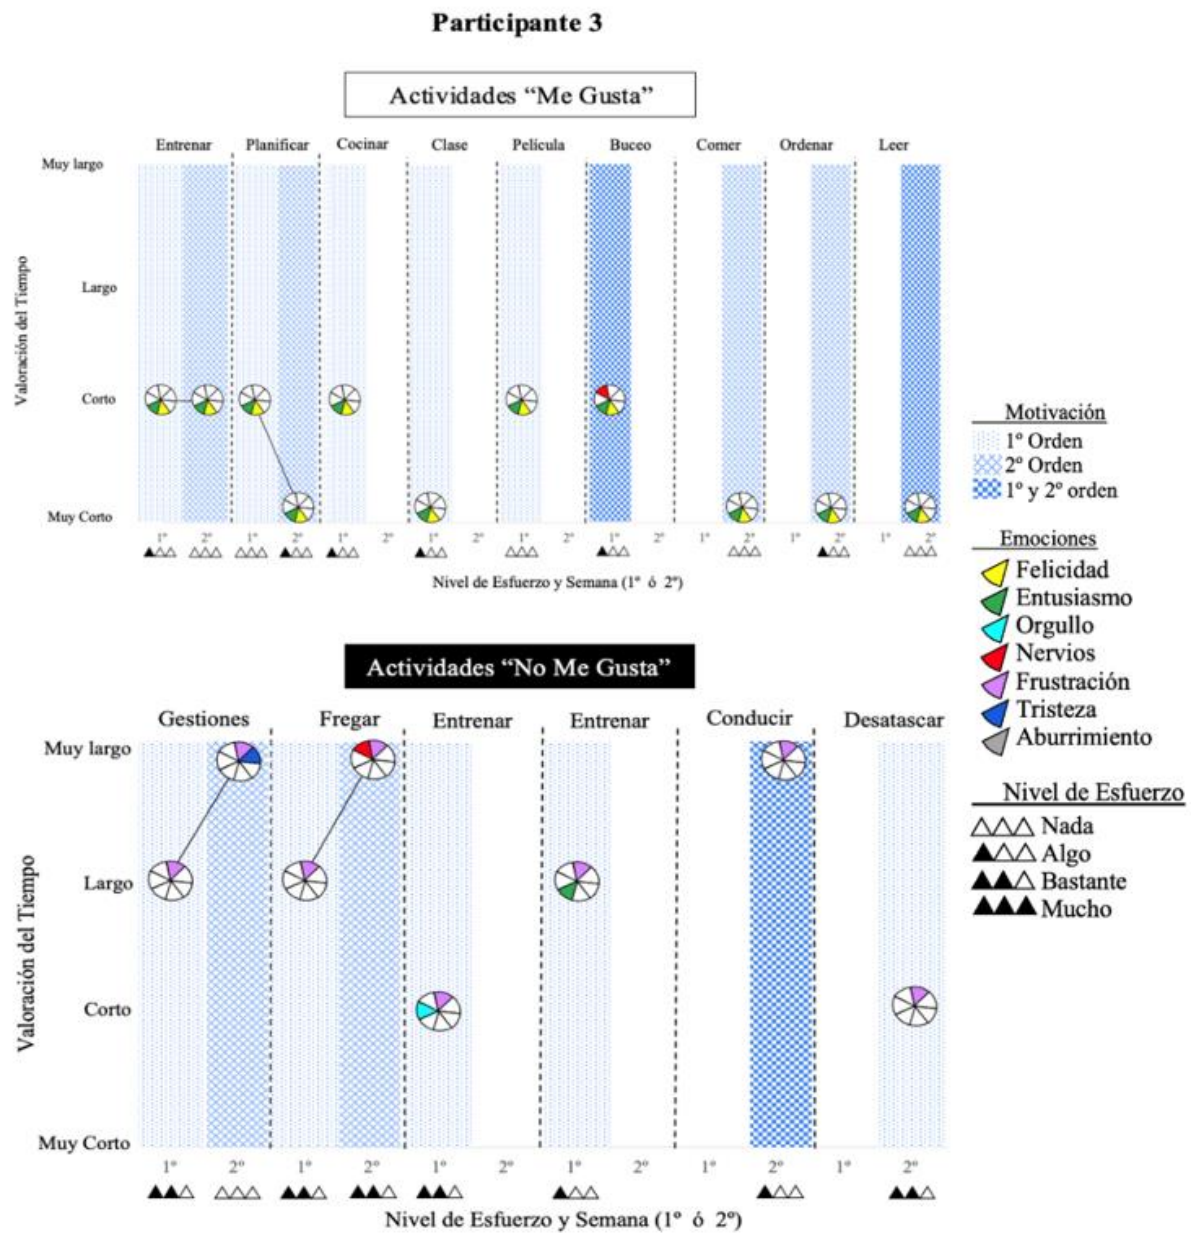 Participante 3
Actividades “Me Gusta”
Entrenar Planificar Cocinar Clase Película Buceo Comer Ordenar Leer
Muy largo
Largo
Corto
Muy Corto
Valoración del Tiempo
1º 2º 1º 2º 1º 2º 1º 2º 1º 2º 1º 2º 1º 2º 1º 2º 1º 2º
Nivel de Esfuerzo y Semana (1º ó 2º)
Motivación
1º Orden
2º Orden
1º y 2º orden
Emociones
Felicidad
Entusiasmo
Orgullo
Nervios
Frustración
Tristeza
Aburrimiento
Nivel de Esfuerzo
Nada
Algo
Bastante
Mucho
Actividades “No Me Gusta”
Gestiones Fregar Entrenar Entrenar Conducir Desatascar
Muy largo
Largo
Corto
Muy Corto
Valoración del Tiempo
1º 2º 1º 2º 1º 2º 1º 2º 1º 2º 1º 2º
Nivel de Esfuerzo y Semana (1º ó 2º)